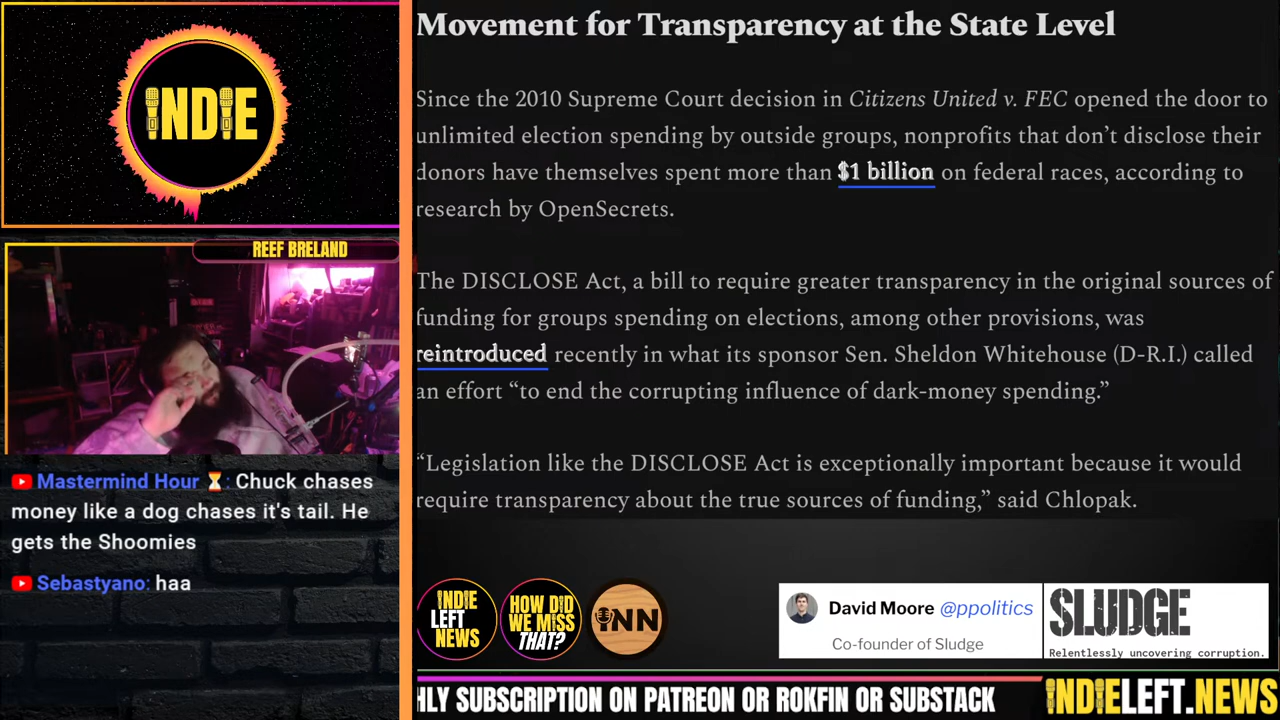 INDIE
REEF BRELAND
Mastermind Hour ⏳: Chuck chases
money like a dog chases it's tail. He
gets the Shoomies
Sebastyano: haa
Movement for Transparency at the State Level
Since the 2010 Supreme Court decision in Citizens United v. FEC opened the door to
unlimited election spending by outside groups, nonprofits that don’t disclose their
donors have themselves spent more than $1 billion on federal races, according to
research by OpenSecrets.
The DISCLOSE Act, a bill to require greater transparency in the original sources of
funding for groups spending on elections, among other provisions, was
reintroduced recently in what its sponsor Sen. Sheldon Whitehouse (D-R.I.) called
an effort “to end the corrupting influence of dark-money spending.”
“Legislation like the DISCLOSE Act is exceptionally important because it would
require transparency about the true sources of funding,” said Chlopak.
INDIE
LEFT
NEWS
HOW DID
WE MISS
THAT?
INN
David Moore @ppolitics
Co-founder of Sludge
SLUDGE
Relentlessly uncovering corruption.
HLY SUBSCRIPTION ON PATREON OR ROKFIN OR SUBSTACK
INDIELEFT.NEWS